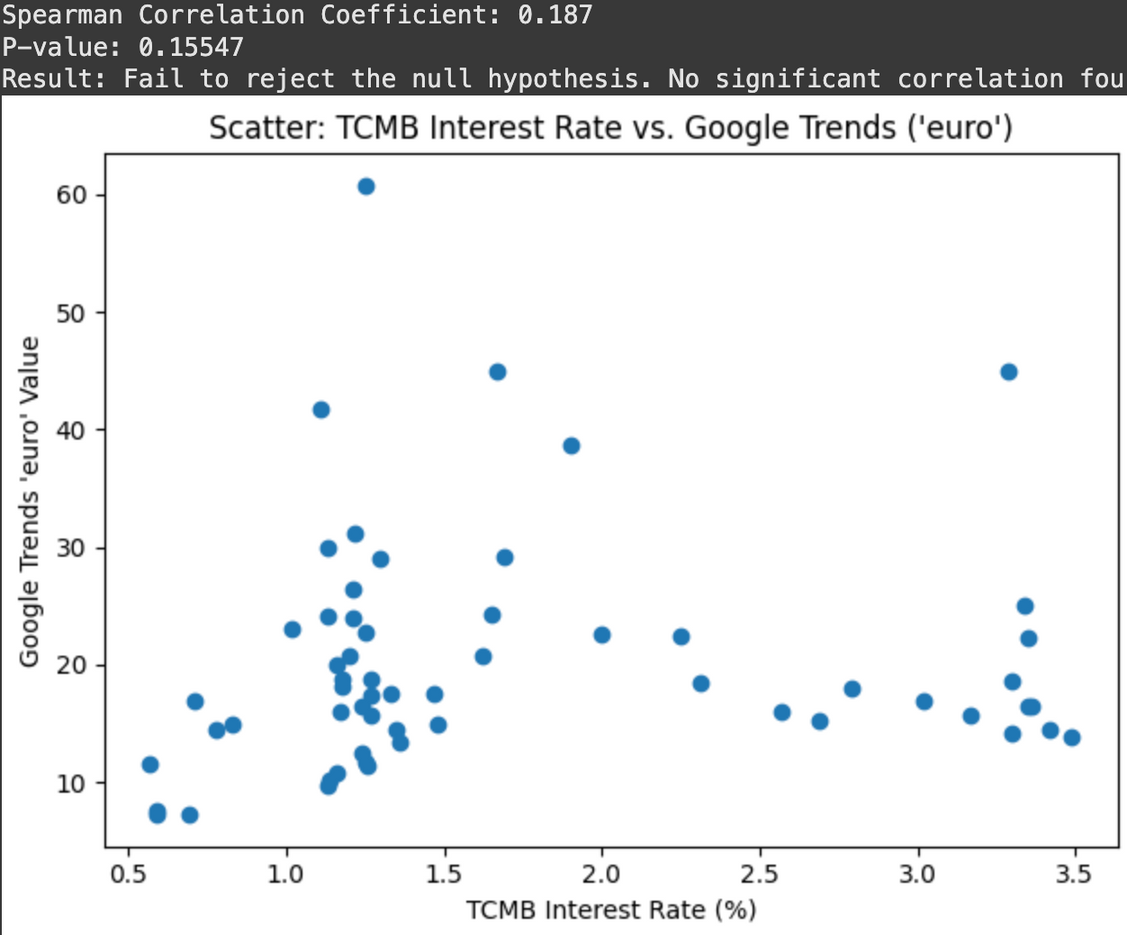 Spearman Correlation Coefficient: 0.187
P-value: 0.15547
Result: Fail to reject the null hypothesis. No significant correlation fou
Scatter: TCMB Interest Rate vs. Google Trends ('euro')
60
50
40
30
20
10
Google Trends 'euro' Value
0.5 1.0 1.5 2.0 2.5 3.0 3.5
TCMB Interest Rate (%)